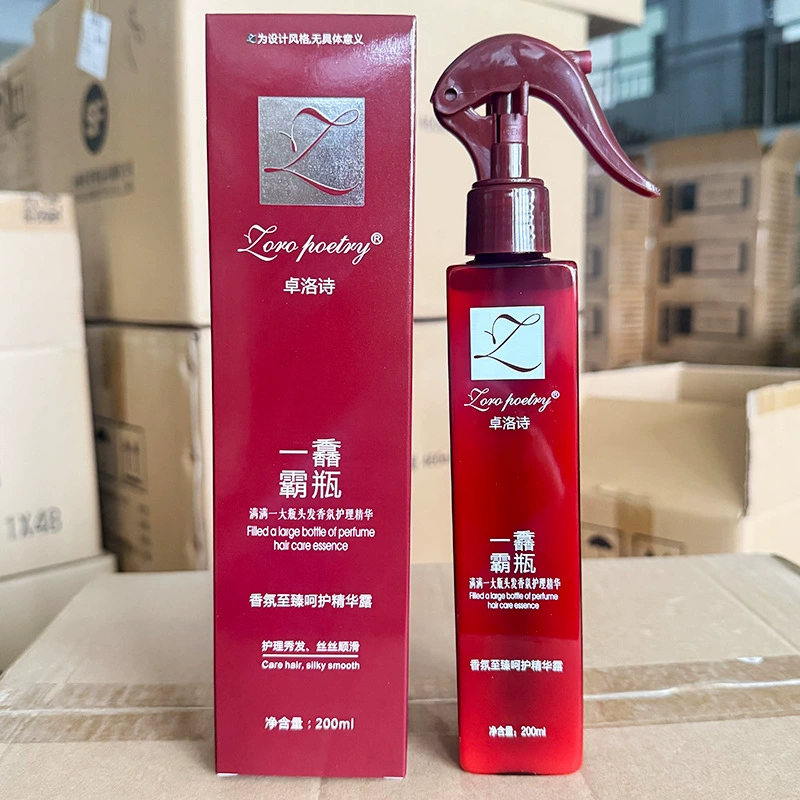 Z为设计风格,无具体意义
Z
Zoro poetry®
卓洛诗
一馫
霸瓶
满满一大瓶头发香氛护理精华
Filled a large bottle of perfume
hair care essence
香氛至臻呵护精华露
护理秀发、丝丝顺滑
Care hair, silky smooth
净含量:200ml
Z
Zoro poetry®
卓洛诗
一馫
霸瓶
满满一大瓶头发香氛护理精华
Filled a large bottle of perfume
hair care essence
香氛至臻呵护精华露
净含量:200ml
1X4B